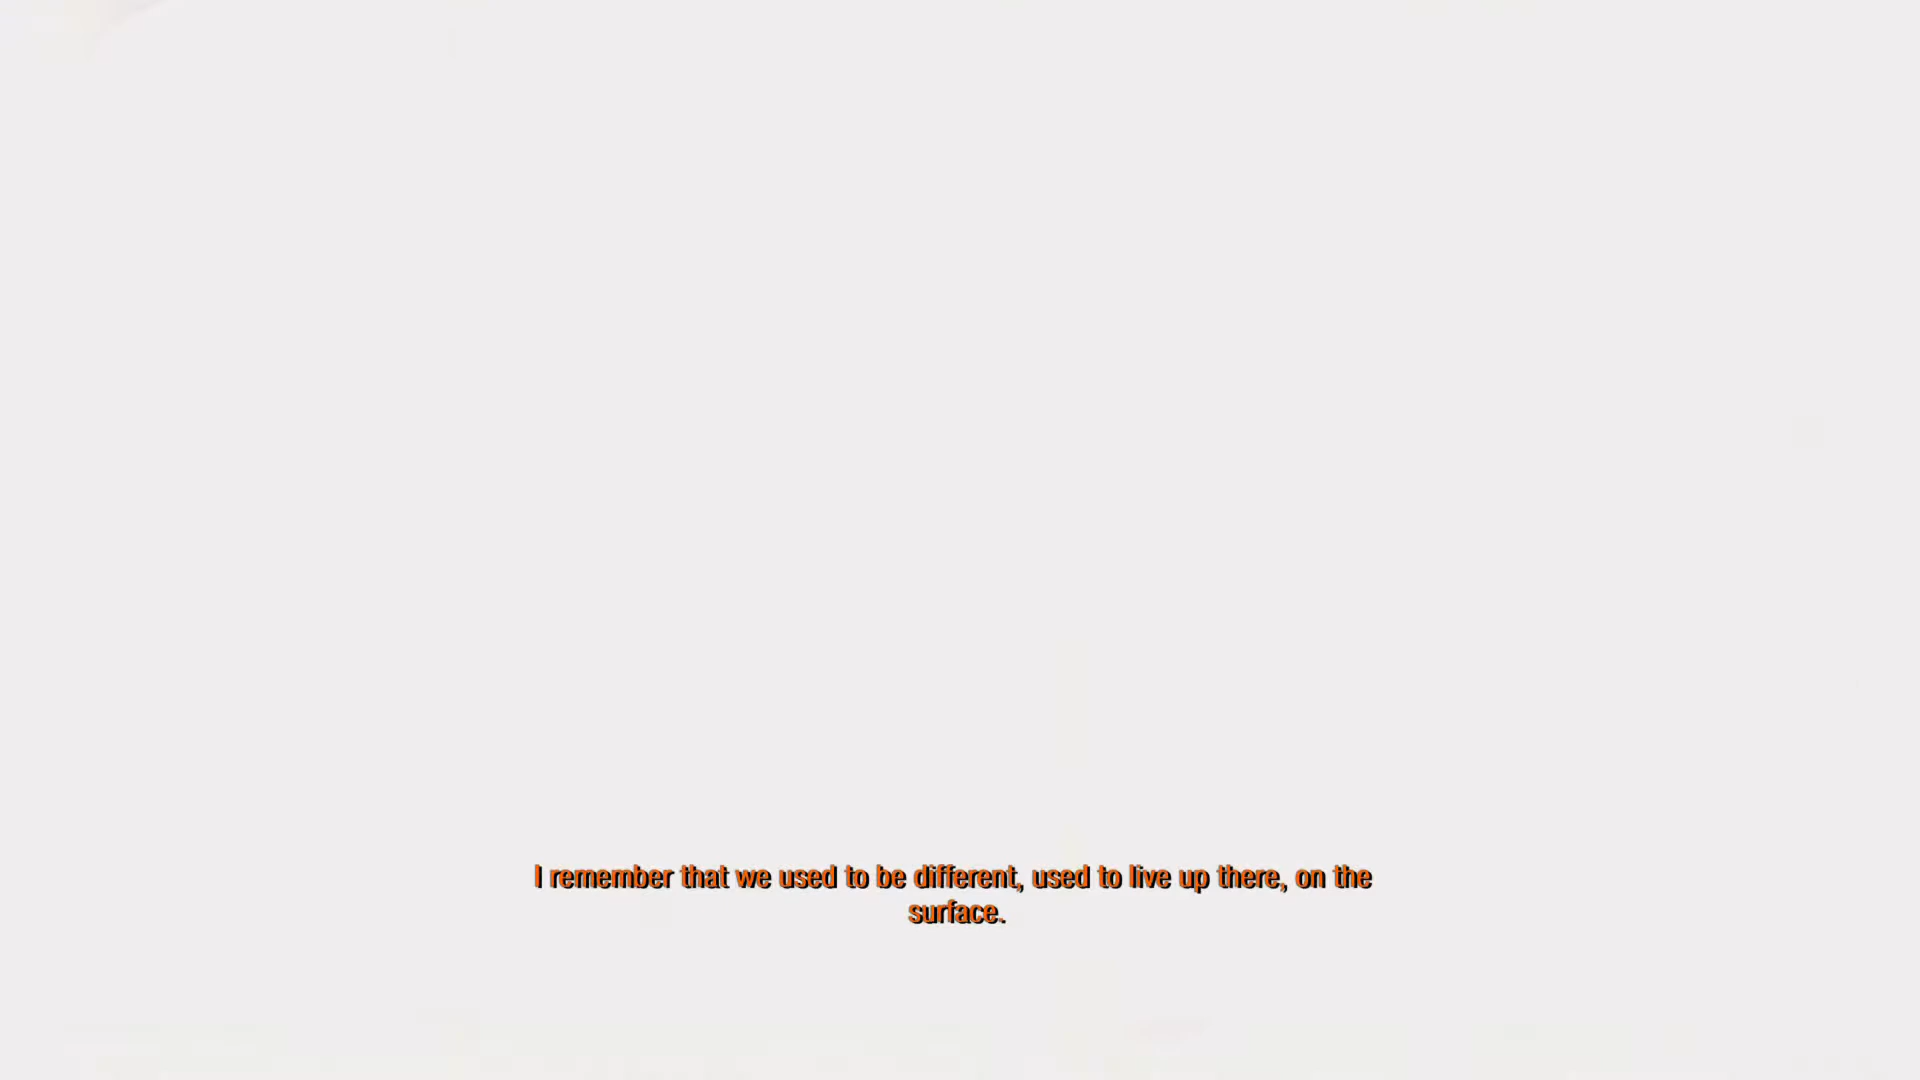 I remember that we used to be different, used to live up there, on the
surface.